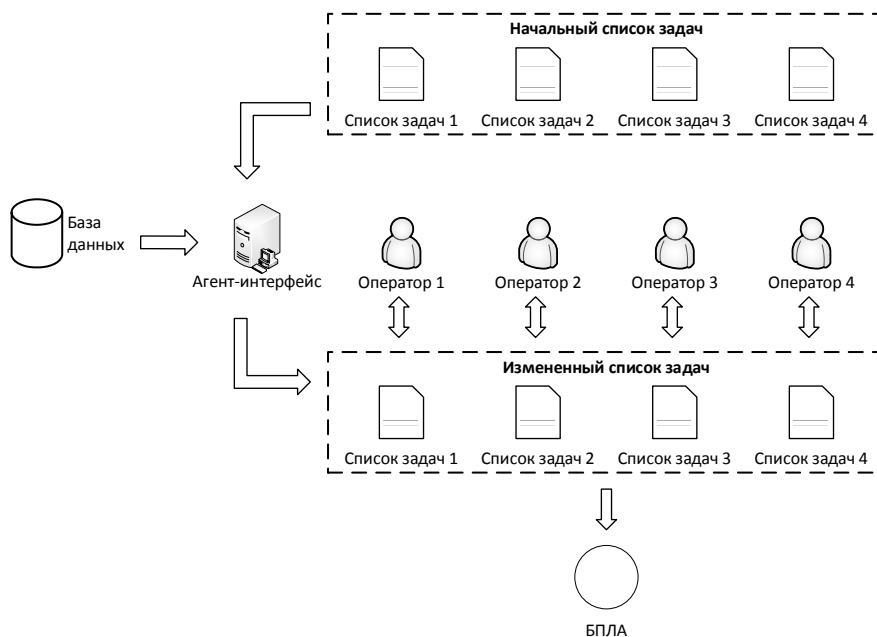 Начальный список задач
Список задач 1 Список задач 2 Список задач 3 Список задач 4
База
данных
Агент-интерфейс Оператор 1 Оператор 2 Оператор 3 Оператор 4
Измененный список задач
Список задач 1 Список задач 2 Список задач 3 Список задач 4
БПЛА